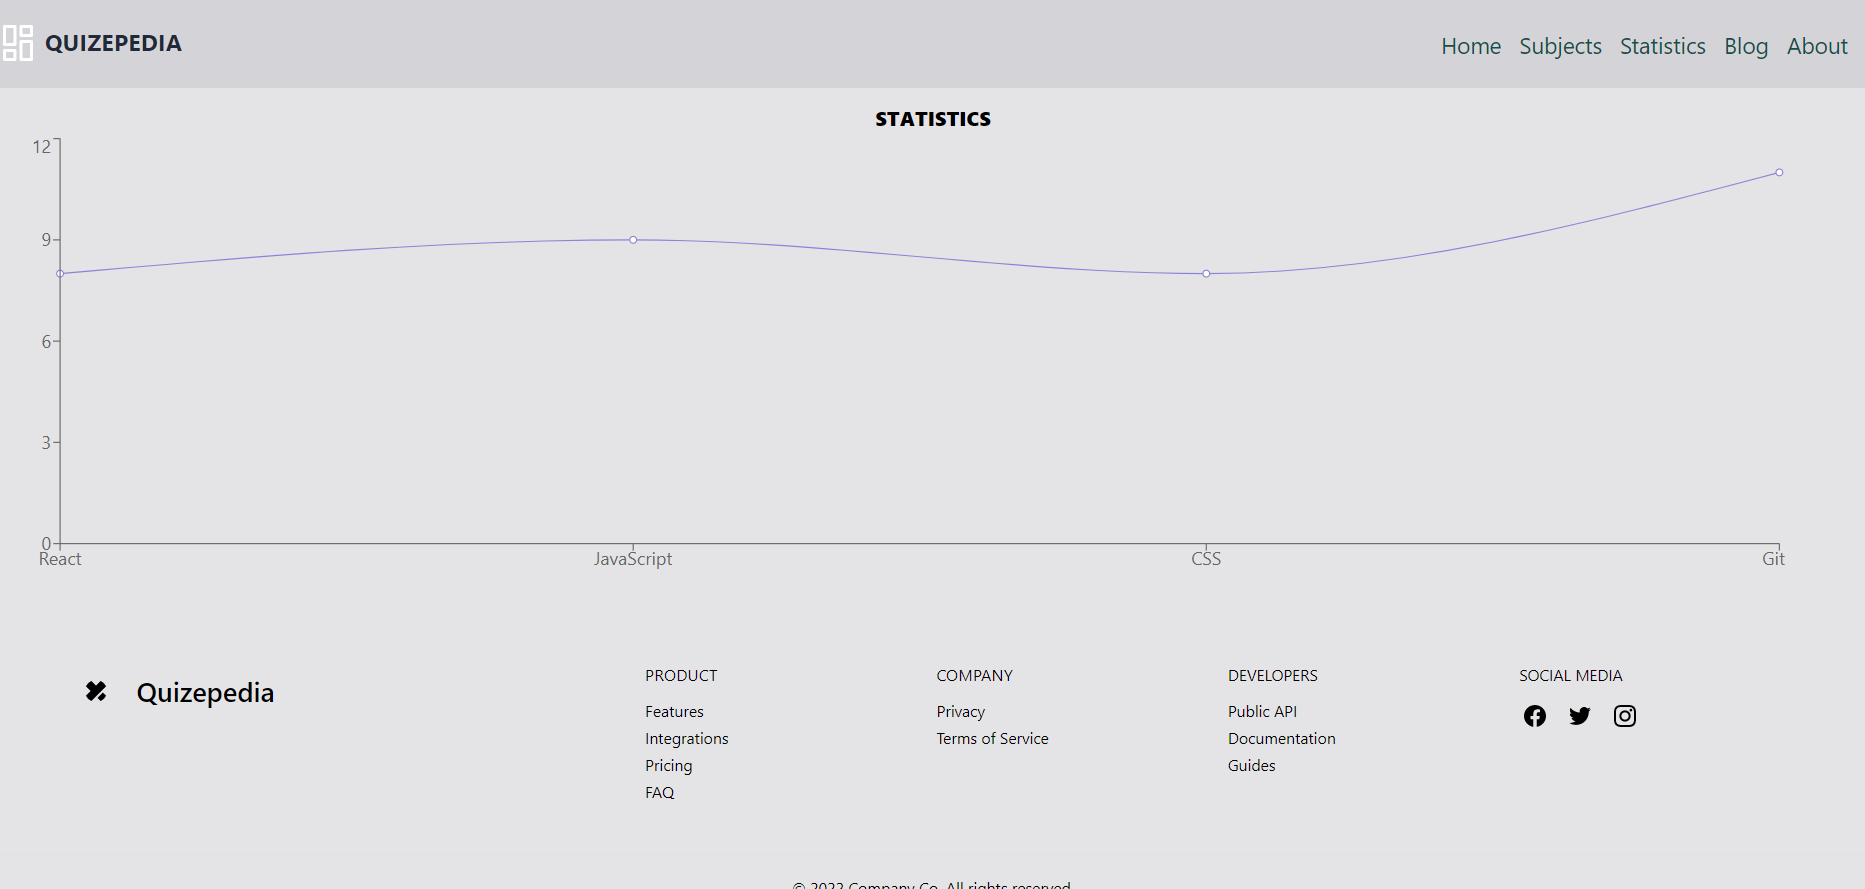 QUIZEPEDIA
Home Subjects Statistics Blog About
STATISTICS
12
9
6
3
0
React JavaScript CSS Git
Quizepedia
PRODUCT
Features
Integrations
Pricing
FAQ
COMPANY
Privacy
Terms of Service
DEVELOPERS
Public API
Documentation
Guides
SOCIAL MEDIA
© 2022 Company Co. All rights reserved.